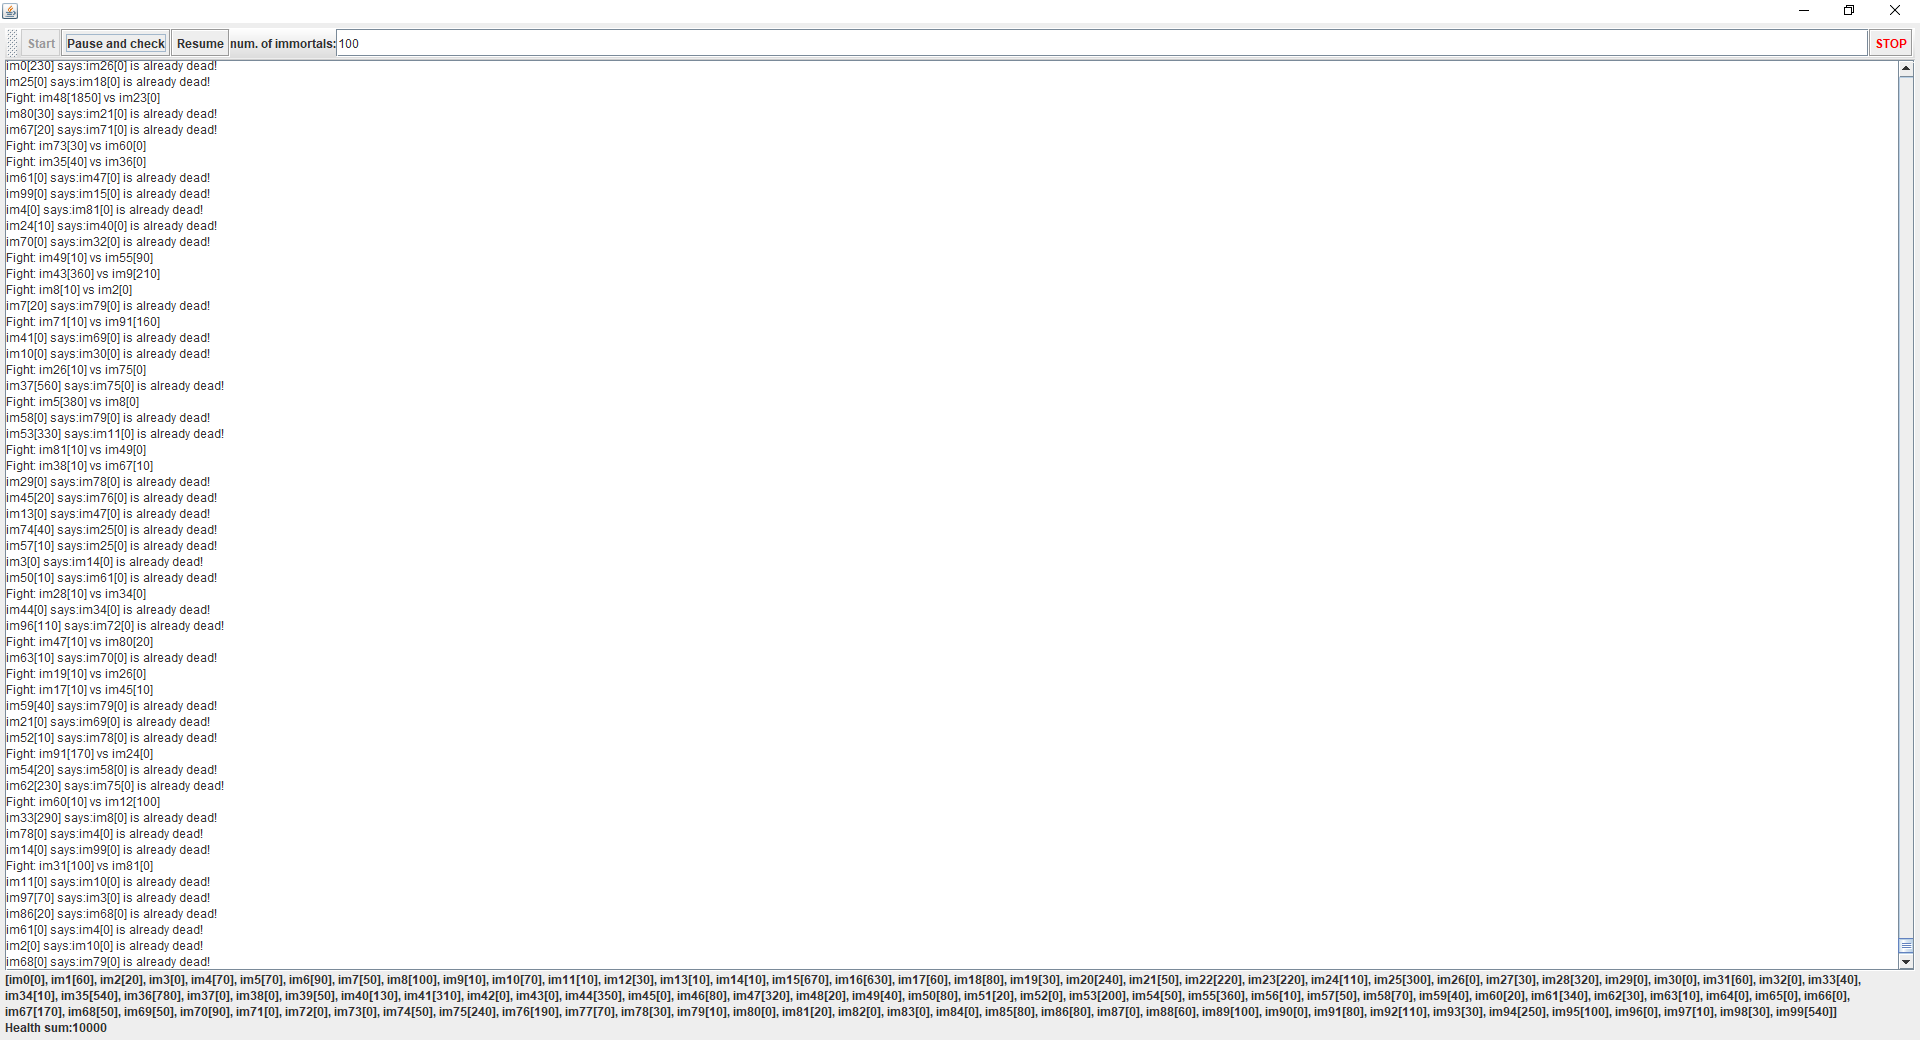 Start Pause and check Resume num. of immortals: 100 STOP
im0[230] says:im26[0] is already dead!
im25[0] says:im18[0] is already dead!
Fight: im48[1850] vs im23[0]
im80[30] says:im21[0] is already dead!
im67[20] says:im71[0] is already dead!
Fight: im73[30] vs im60[0]
Fight: im35[40] vs im36[0]
im61[0] says:im47[0] is already dead!
im99[0] says:im15[0] is already dead!
im4[0] says:im81[0] is already dead!
im24[10] says:im40[0] is already dead!
im70[0] says:im32[0] is already dead!
Fight: im49[10] vs im55[90]
Fight: im43[360] vs im9[210]
Fight: im8[10] vs im2[0]
im7[20] says:im79[0] is already dead!
Fight: im71[10] vs im91[160]
im41[0] says:im69[0] is already dead!
im10[0] says:im30[0] is already dead!
Fight: im26[10] vs im75[0]
im37[560] says:im75[0] is already dead!
Fight: im5[380] vs im8[0]
im58[0] says:im79[0] is already dead!
im53[330] says:im11[0] is already dead!
Fight: im81[10] vs im49[0]
Fight: im38[10] vs im67[10]
im29[0] says:im78[0] is already dead!
im45[20] says:im76[0] is already dead!
im13[0] says:im47[0] is already dead!
im74[40] says:im25[0] is already dead!
im57[10] says:im25[0] is already dead!
im3[0] says:im14[0] is already dead!
im50[10] says:im61[0] is already dead!
Fight: im28[10] vs im34[0]
im44[0] says:im34[0] is already dead!
im96[110] says:im72[0] is already dead!
Fight: im47[10] vs im80[20]
im63[10] says:im70[0] is already dead!
Fight: im19[10] vs im26[0]
Fight: im17[10] vs im45[10]
im59[40] says:im79[0] is already dead!
im21[0] says:im69[0] is already dead!
im52[10] says:im78[0] is already dead!
Fight: im91[170] vs im24[0]
im54[20] says:im58[0] is already dead!
im62[230] says:im75[0] is already dead!
Fight: im60[10] vs im12[100]
im33[290] says:im8[0] is already dead!
im78[0] says:im4[0] is already dead!
im14[0] says:im99[0] is already dead!
Fight: im31[100] vs im81[0]
im11[0] says:im10[0] is already dead!
im97[70] says:im3[0] is already dead!
im86[20] says:im68[0] is already dead!
im61[0] says:im4[0] is already dead!
im2[0] says:im10[0] is already dead!
im68[0] says:im79[0] is already dead!
[im0[0], im1[60], im2[20], im3[0], im4[70], im5[70], im6[90], im7[50], im8[100], im9[10], im10[70], im11[10], im12[30], im13[10], im14[10], im15[670], im16[630], im17[60], im18[80], im19[30], im20[240], im21[50], im22[220], im23[220], im24[110], im25[300], im26[0], im27[30], im28[320], im29[0], im30[0], im31[60], im32[0], im33[40],
im34[10], im35[540], im36[780], im37[0], im38[0], im39[50], im40[130], im41[310], im42[0], im43[0], im44[350], im45[0], im46[80], im47[320], im48[20], im49[40], im50[80], im51[20], im52[0], im53[200], im54[50], im55[360], im56[10], im57[50], im58[70], im59[40], im60[20], im61[340], im62[30], im63[10], im64[0], im65[0], im66[0],
im67[170], im68[50], im69[50], im70[90], im71[0], im72[0], im73[0], im74[50], im75[240], im76[190], im77[70], im78[30], im79[10], im80[0], im81[20], im82[0], im83[0], im84[0], im85[80], im86[80], im87[0], im88[60], im89[100], im90[0], im91[80], im92[110], im93[30], im94[250], im95[100], im96[0], im97[10], im98[30], im99[540]]
Health sum:10000